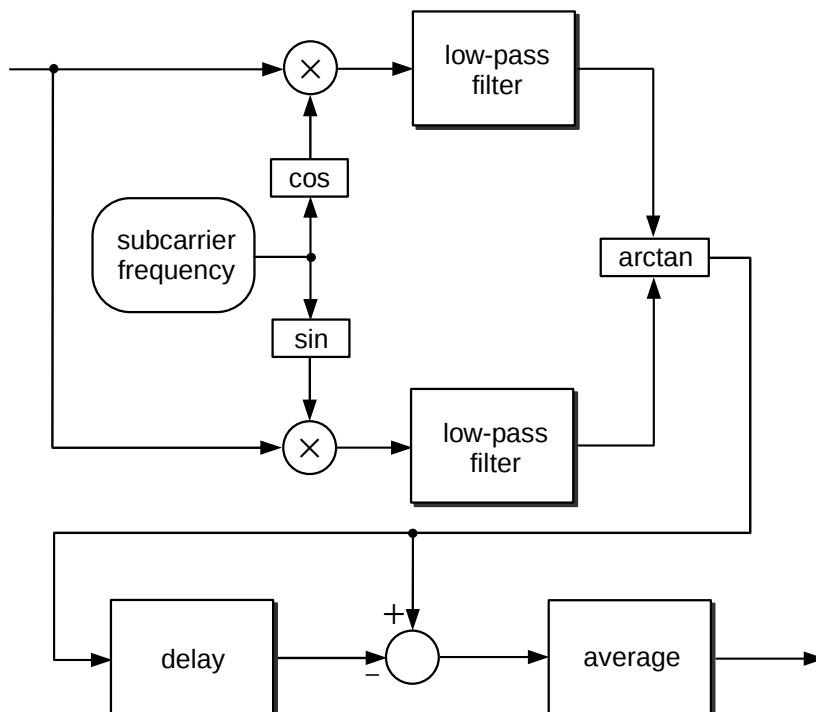 low-pass
filter
×
cos
subcarrier
frequency
arctan
sin
×
low-pass
filter
+
-
delay
average